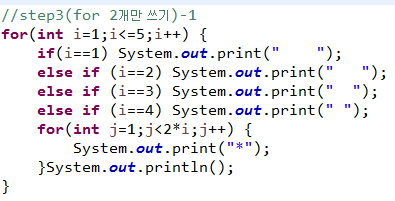 //step3(for 2개만 쓰기)-1
for(int i=1;i<=5;i++) {
    if(i==1) System.out.print("    ");
    else if (i==2) System.out.print("   ");
    else if (i==3) System.out.print("  ");
    else if (i==4) System.out.print(" ");
    for(int j=1;j<2*i;j++) {
        System.out.print("*");
    }System.out.println();
}